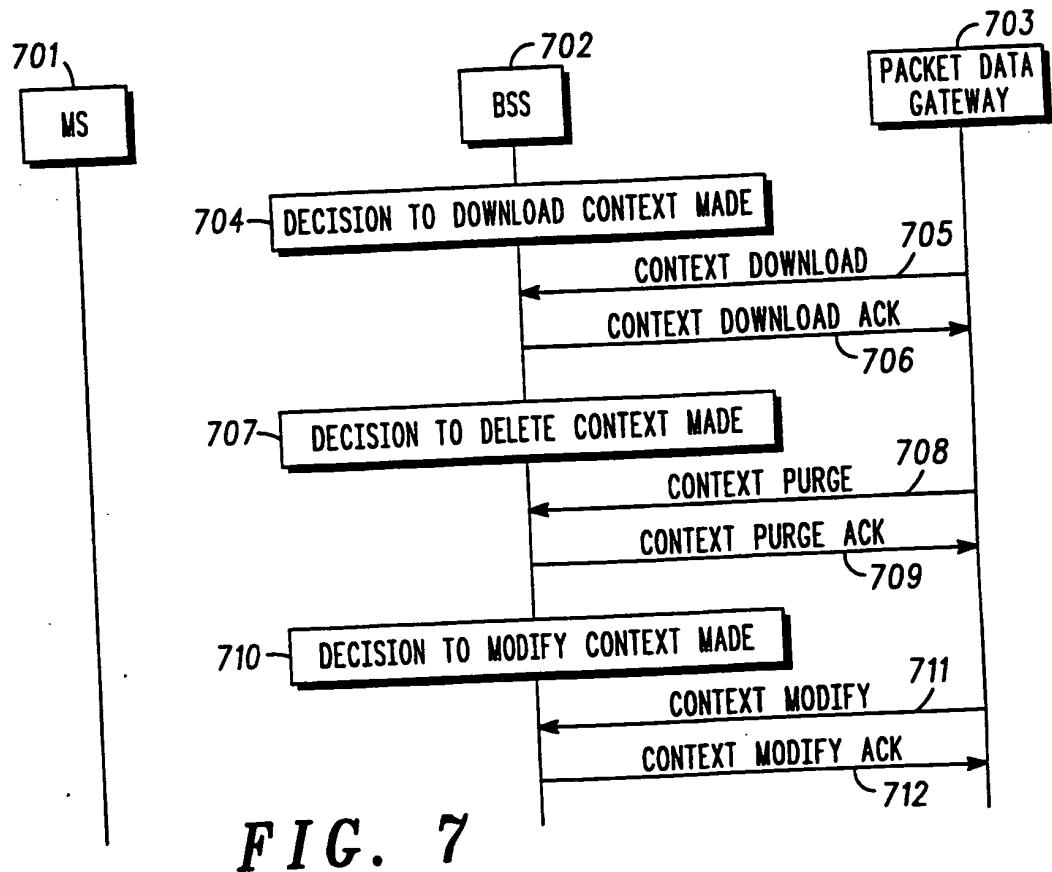 701
MS
702
BSS
703
PACKET DATA
GATEWAY
704
DECISION TO DOWNLOAD CONTEXT MADE
CONTEXT DOWNLOAD
705
CONTEXT DOWNLOAD ACK
706
707
DECISION TO DELETE CONTEXT MADE
CONTEXT PURGE
708
CONTEXT PURGE ACK
709
710
DECISION TO MODIFY CONTEXT MADE
CONTEXT MODIFY
711
CONTEXT MODIFY ACK
712
FIG. 7